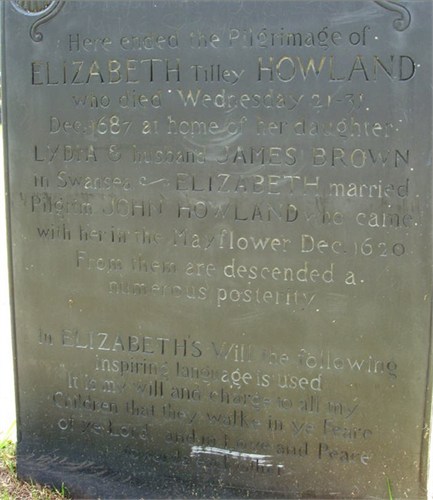 Here ended the Pilgrimage of
ELIZABETH Tilley HOWLAND
who died Wednesday 21-31
Dec. 1687 at home of her daughter
LYDIA & husband JAMES BROWN
in Swansea ELIZABETH married
Pilgrim JOHN HOWLAND who came
with her in the Mayflower Dec. 1620
From them are descended a
numerous posterity
In ELIZABETH'S Will the following
inspiring language is used
"It is my will and charge to all my
Children that they walke in ye Feare
of ye Lord, and in Love and Peace
towards each other